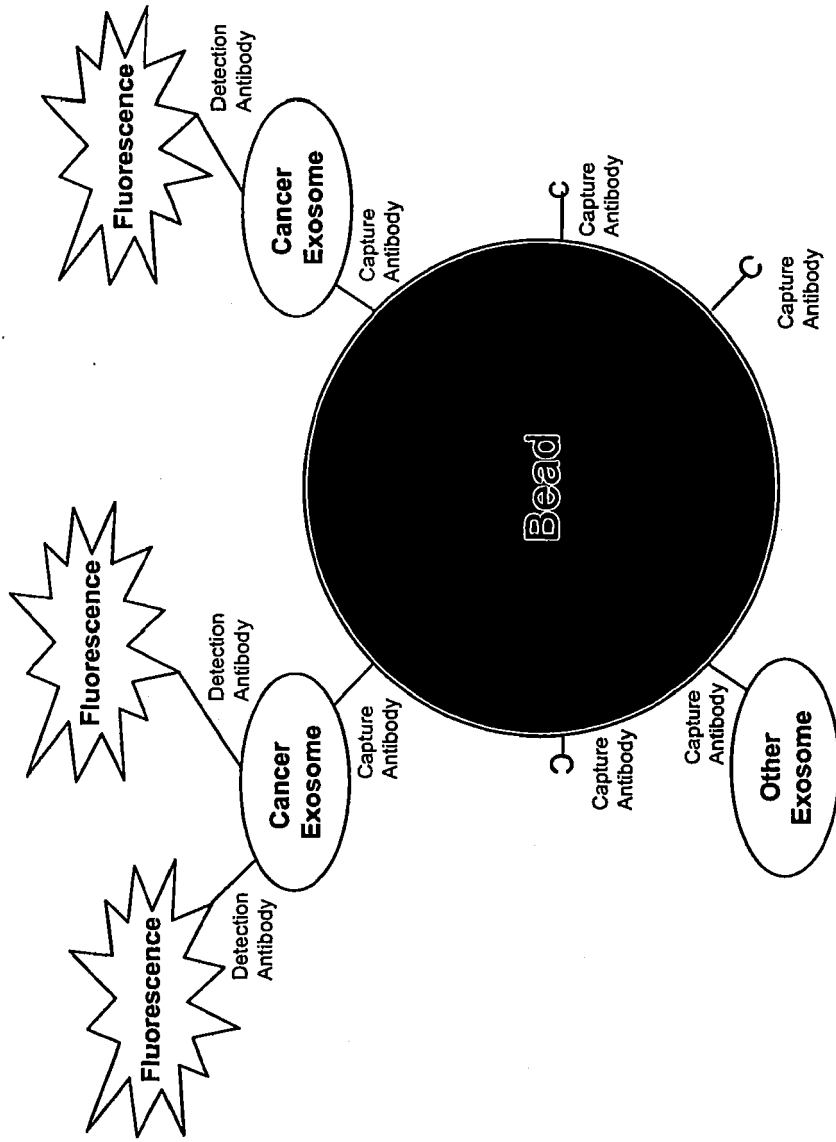 Fluorescence
Fluorescence
Fluorescence
Detection
Antibody
Detection
Antibody
Detection
Antibody
Cancer
Exosome
Cancer
Exosome
Capture
Antibody
Capture
Antibody
Bead
Capture
Antibody
Capture
Antibody
Capture
Antibody
Capture
Antibody
Other
Exosome